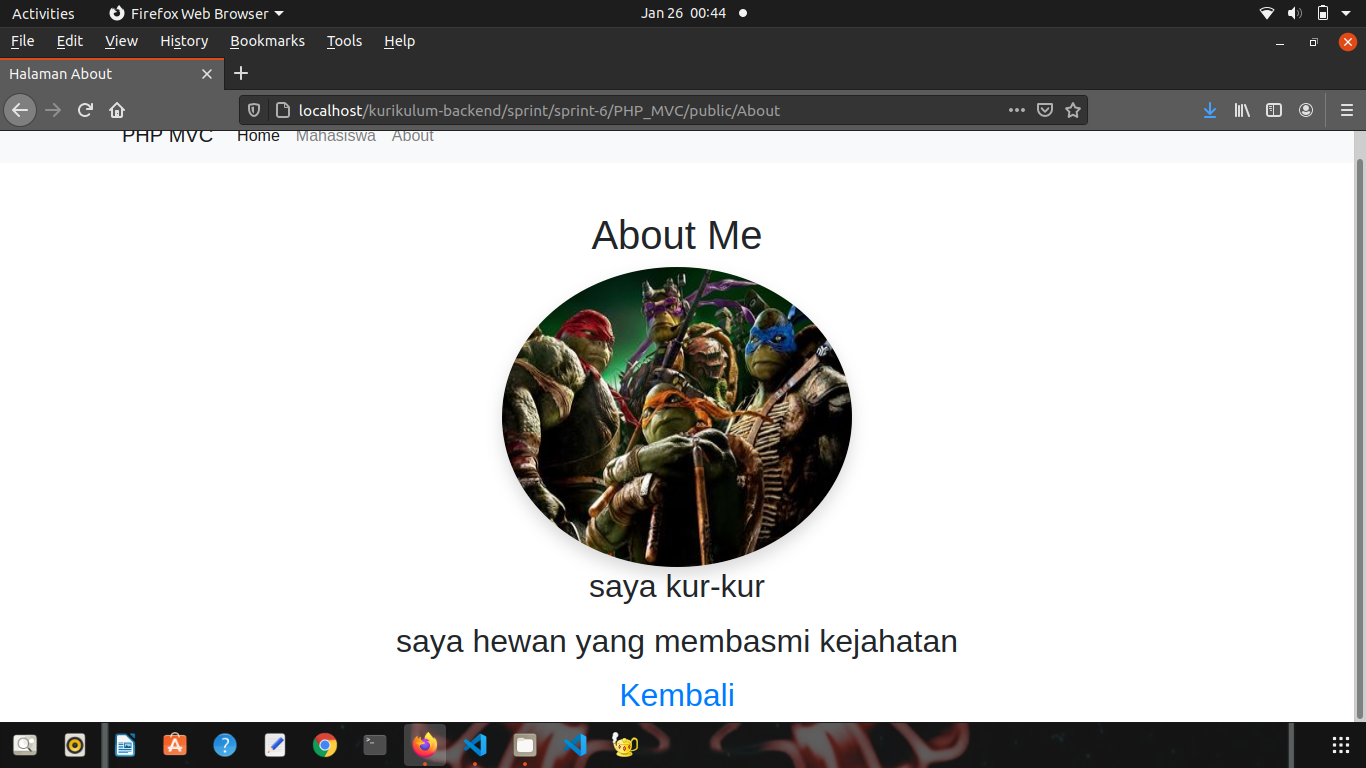 Activities Firefox Web Browser Jan 26 00:44
File Edit View History Bookmarks Tools Help
Halaman About
localhost/kurikulum-backend/sprint/sprint-6/PHP_MVC/public/About
PHP MVC Home Mahasiswa About
About Me
saya kur-kur
saya hewan yang membasmi kejahatan
Kembali